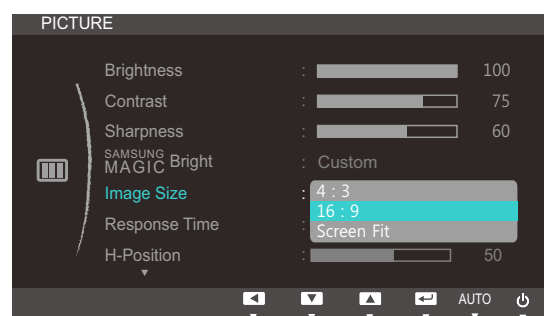 PICTURE
Brightness : 100
Contrast : 75
Sharpness : 60
SAMSUNG MAGIC Bright : Custom
Image Size : 4 : 3
16 : 9
Response Time : Screen Fit
H-Position : 50
AUTO